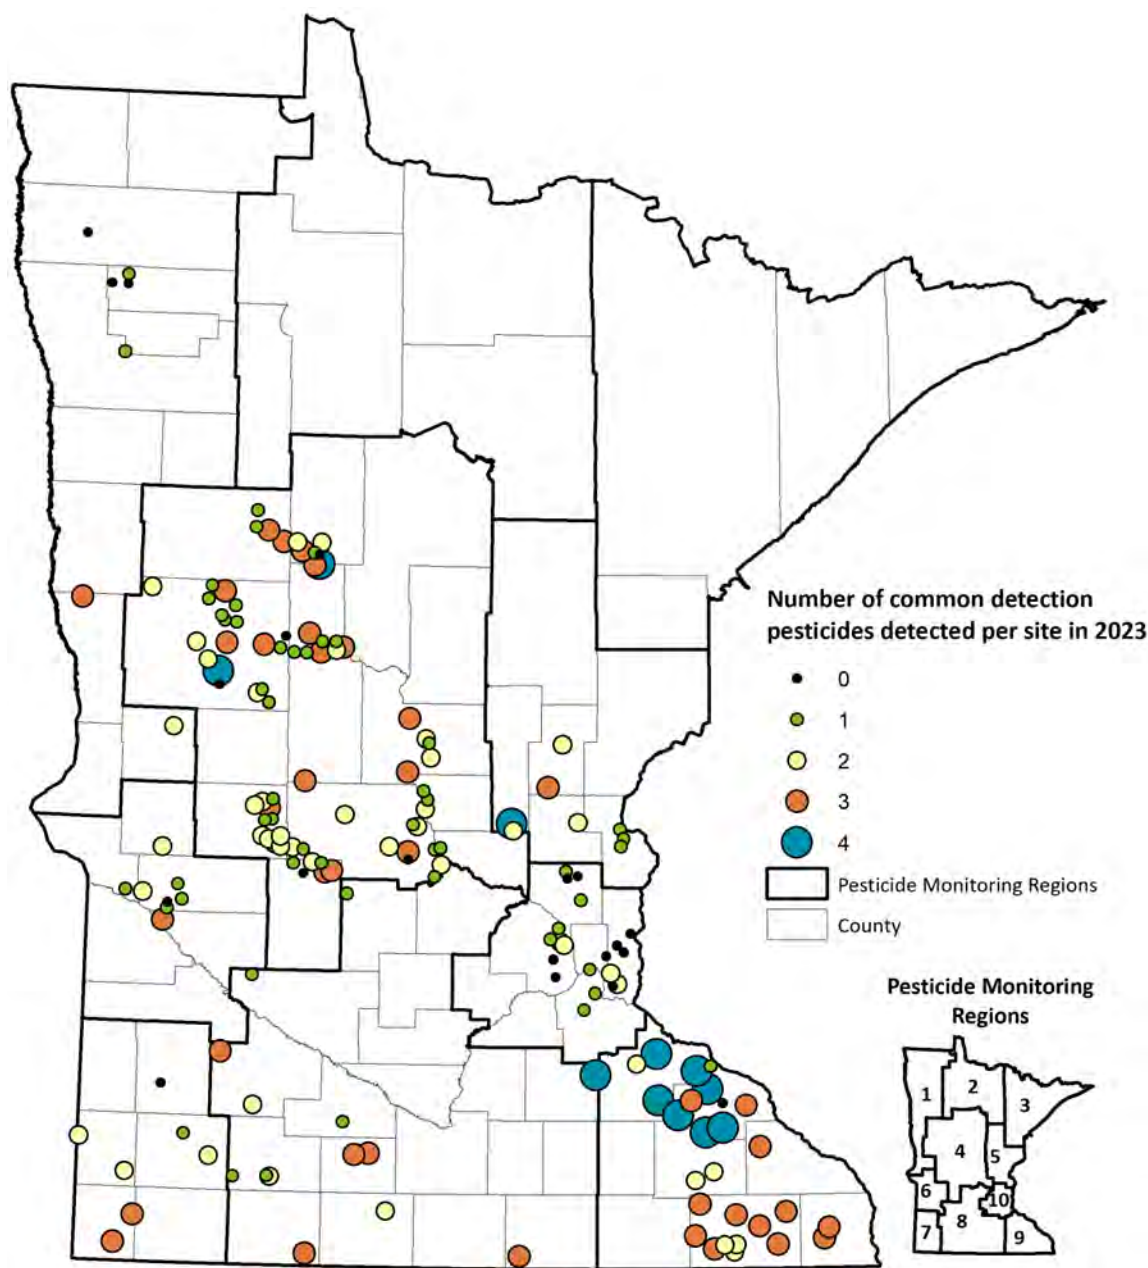 Number of common detection
pesticides detected per site in 2023
0
1
2
3
4
Pesticide Monitoring Regions
County
Pesticide Monitoring
Regions
1
2
3
4
5
6
10
7
8
9